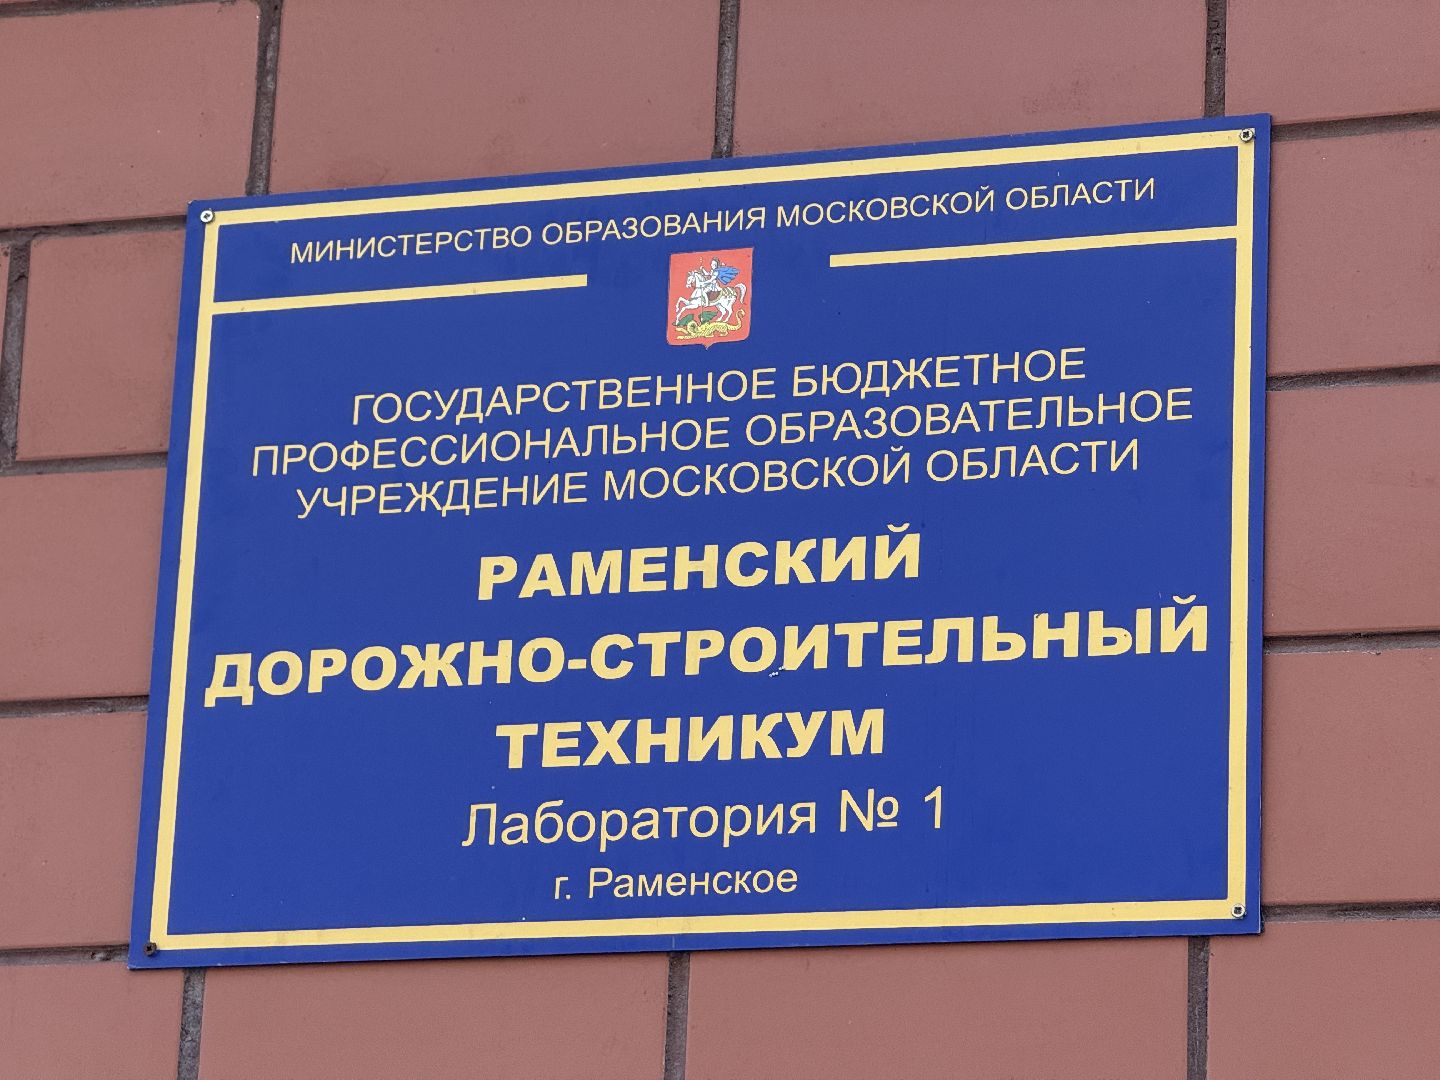 МИНИСТЕРСТВО ОБРАЗОВАНИЯ МОСКОВСКОЙ ОБЛАСТИ
ГОСУДАРСТВЕННОЕ БЮДЖЕТНОЕ
ПРОФЕССИОНАЛЬНОЕ ОБРАЗОВАТЕЛЬНОЕ
УЧРЕЖДЕНИЕ МОСКОВСКОЙ ОБЛАСТИ
РАМЕНСКИЙ
ДОРОЖНО-СТРОИТЕЛЬНЫЙ
ТЕХНИКУМ
Лаборатория № 1
г. Раменское